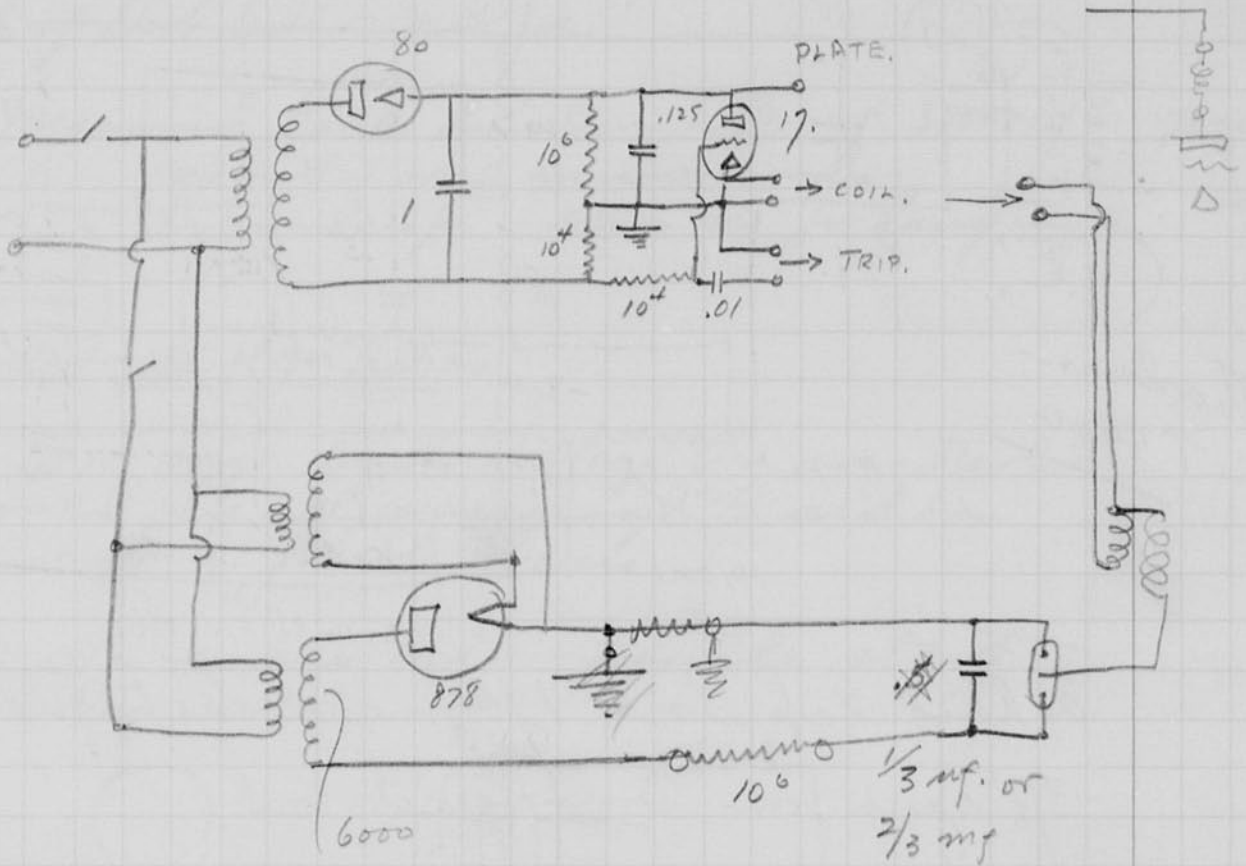 80
PLATE.
.125
17.
10⁶
1
→ COIL.
10⁴
→ TRIP.
10⁴
.01
878
10⁶
1/3 mf. or
2/3 mf
6000